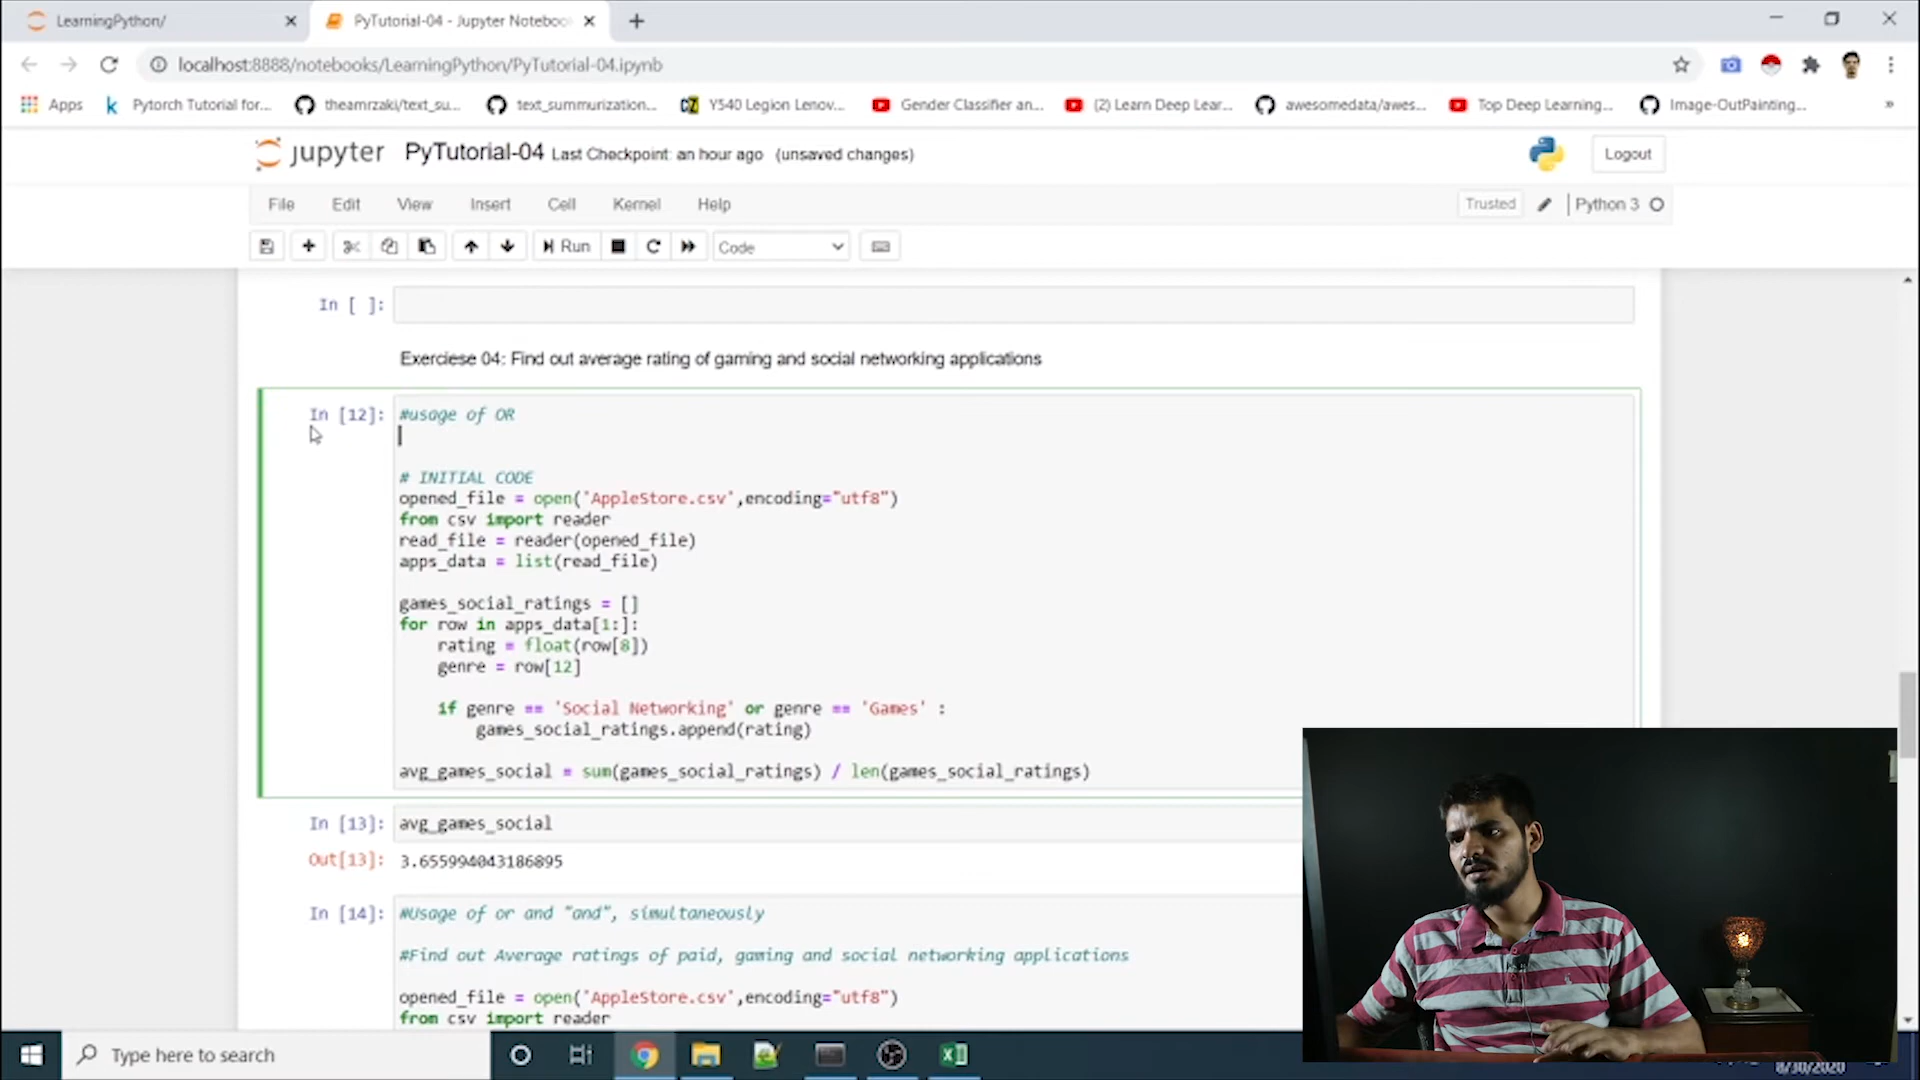 LearningPython/
PyTutorial-04 - Jupyter Notebook
localhost:8888/notebooks/LearningPython/PyTutorial-04.ipynb
Apps Pytorch Tutorial for... theamrzaki/text_su... text_summurization... Y540 Legion Lenov... Gender Classifier an... (2) Learn Deep Lear... awesomedata/awes... Top Deep Learning... Image-OutPainting... »
jupyter PyTutorial-04 Last Checkpoint: an hour ago (unsaved changes) Logout
File Edit View Insert Cell Kernel Help Trusted Python 3
Run Code
In [ ]:
Exerciese 04: Find out average rating of gaming and social networking applications
In [12]: #usage of OR
# INITIAL CODE
opened_file = open('AppleStore.csv',encoding="utf8")
from csv import reader
read_file = reader(opened_file)
apps_data = list(read_file)
games_social_ratings = []
for row in apps_data[1:]:
rating = float(row[8])
genre = row[12]
if genre == 'Social Networking' or genre == 'Games' :
games_social_ratings.append(rating)
avg_games_social = sum(games_social_ratings) / len(games_social_ratings)
In [13]: avg_games_social
Out[13]: 3.655994043186895
In [14]: #Usage of or and "and", simultaneously
#Find out Average ratings of paid, gaming and social networking applications
opened_file = open('AppleStore.csv',encoding="utf8")
from csv import reader
Type here to search
8/30/2020